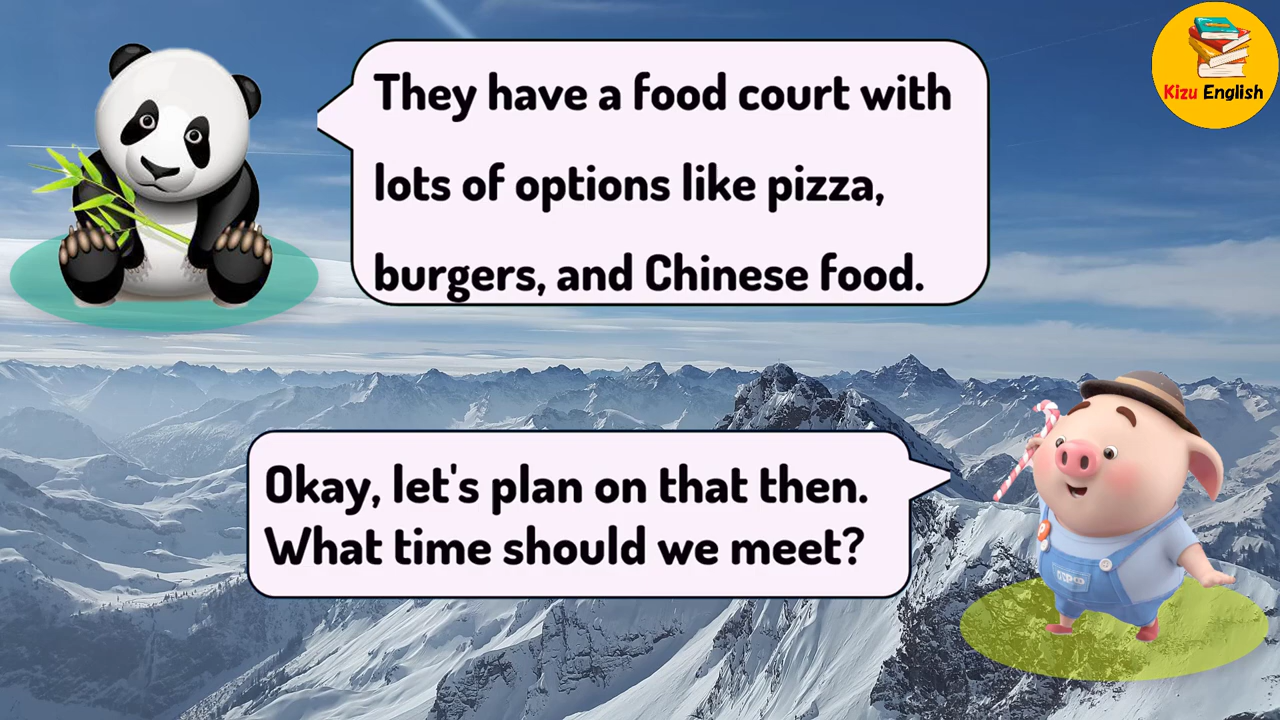 They have a food court with
lots of options like pizza,
burgers, and Chinese food.
Kizu English
Okay, let's plan on that then.
What time should we meet?